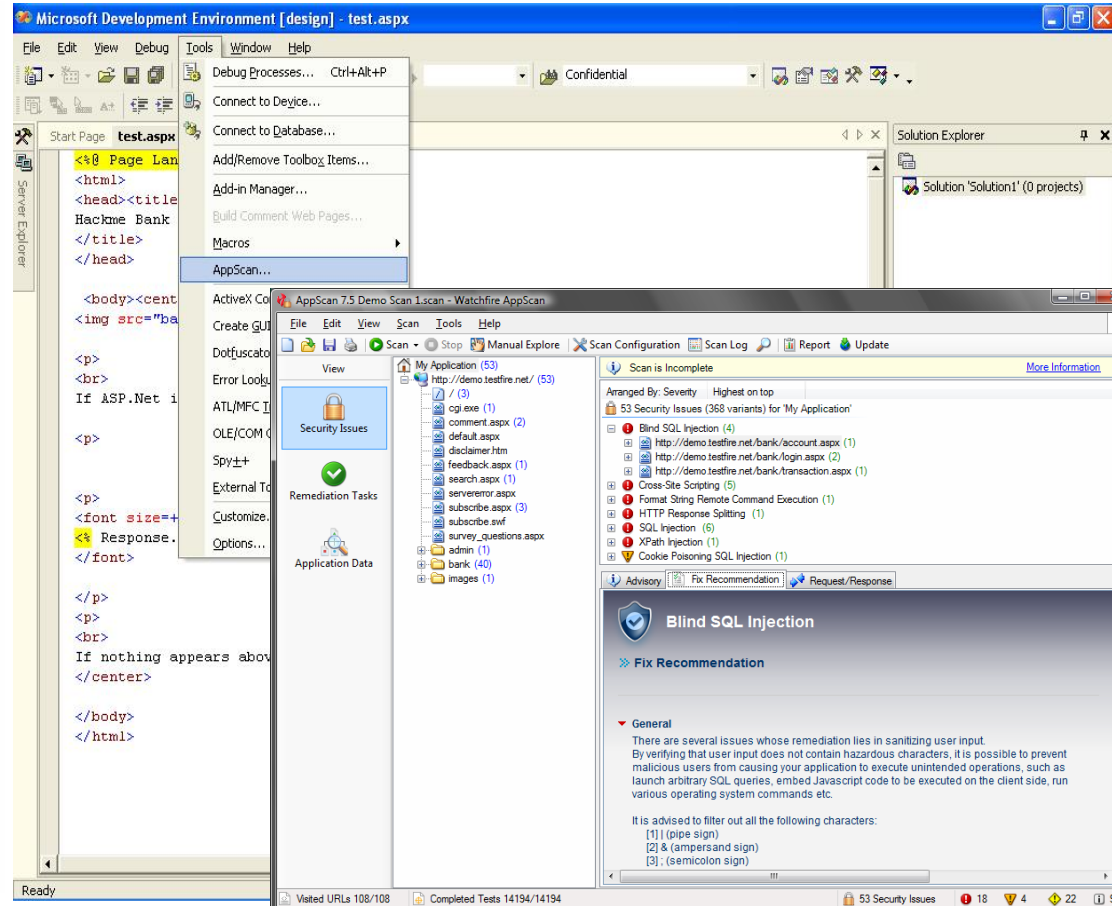 Microsoft Development Environment [design] - test.aspx
File Edit View Debug Tools Window Help
Confidential
Start Page test.aspx
Server Explorer
<%@ Page Lan
<html>
<head><title
Hackme Bank
</title>
</head>
<body><cent
<img src="ba
<p>
<br>
If ASP.Net i
<p>
<p>
<font size=+
<% Response.
</font>
</p>
<p>
<br>
If nothing appears abov
</center>
</body>
</html>
Ready
Debug Processes... Ctrl+Alt+P
Connect to Device...
Connect to Database...
Add/Remove Toolbox Items...
Add-in Manager...
Build Comment Web Pages...
Macros
AppScan...
ActiveX Co
Create GUI
Dotfuscato
Error Looku
ATL/MFC T
OLE/COM O
Spy++
External To
Customize.
Options...
Solution Explorer
Solution 'Solution1' (0 projects)
AppScan 7.5 Demo Scan 1.scan - Watchfire AppScan
File Edit View Scan Tools Help
Scan Stop Manual Explore Scan Configuration Scan Log Report Update
View
Security Issues
Remediation Tasks
Application Data
My Application (53)
http://demo.testfire.net/ (53)
/ (3)
cgi.exe (1)
comment.aspx (2)
default.aspx
disclaimer.htm
feedback.aspx (1)
search.aspx (1)
servererror.aspx
subscribe.aspx (3)
subscribe.swf
survey_questions.aspx
admin (1)
bank (40)
images (1)
Scan is Incomplete More Information
Arranged By: Severity Highest on top
53 Security Issues (368 variants) for 'My Application'
Blind SQL Injection (4)
http://demo.testfire.net/bank/account.aspx (1)
http://demo.testfire.net/bank/login.aspx (2)
http://demo.testfire.net/bank/transaction.aspx (1)
Cross-Site Scripting (5)
Format String Remote Command Execution (1)
HTTP Response Splitting (1)
SQL Injection (6)
XPath Injection (1)
Cookie Poisoning SQL Injection (1)
Advisory Fix Recommendation Request/Response
Blind SQL Injection
Fix Recommendation
General
There are several issues whose remediation lies in sanitizing user input.
By verifying that user input does not contain hazardous characters, it is possible to prevent
malicious users from causing your application to execute unintended operations, such as
launch arbitrary SQL queries, embed Javascript code to be executed on the client side, run
various operating system commands etc.
It is advised to filter out all the following characters:
[1] | (pipe sign)
[2] & (ampersand sign)
[3] ; (semicolon sign)
Visited URLs 108/108 Completed Tests 14194/14194 53 Security Issues 18 4 22